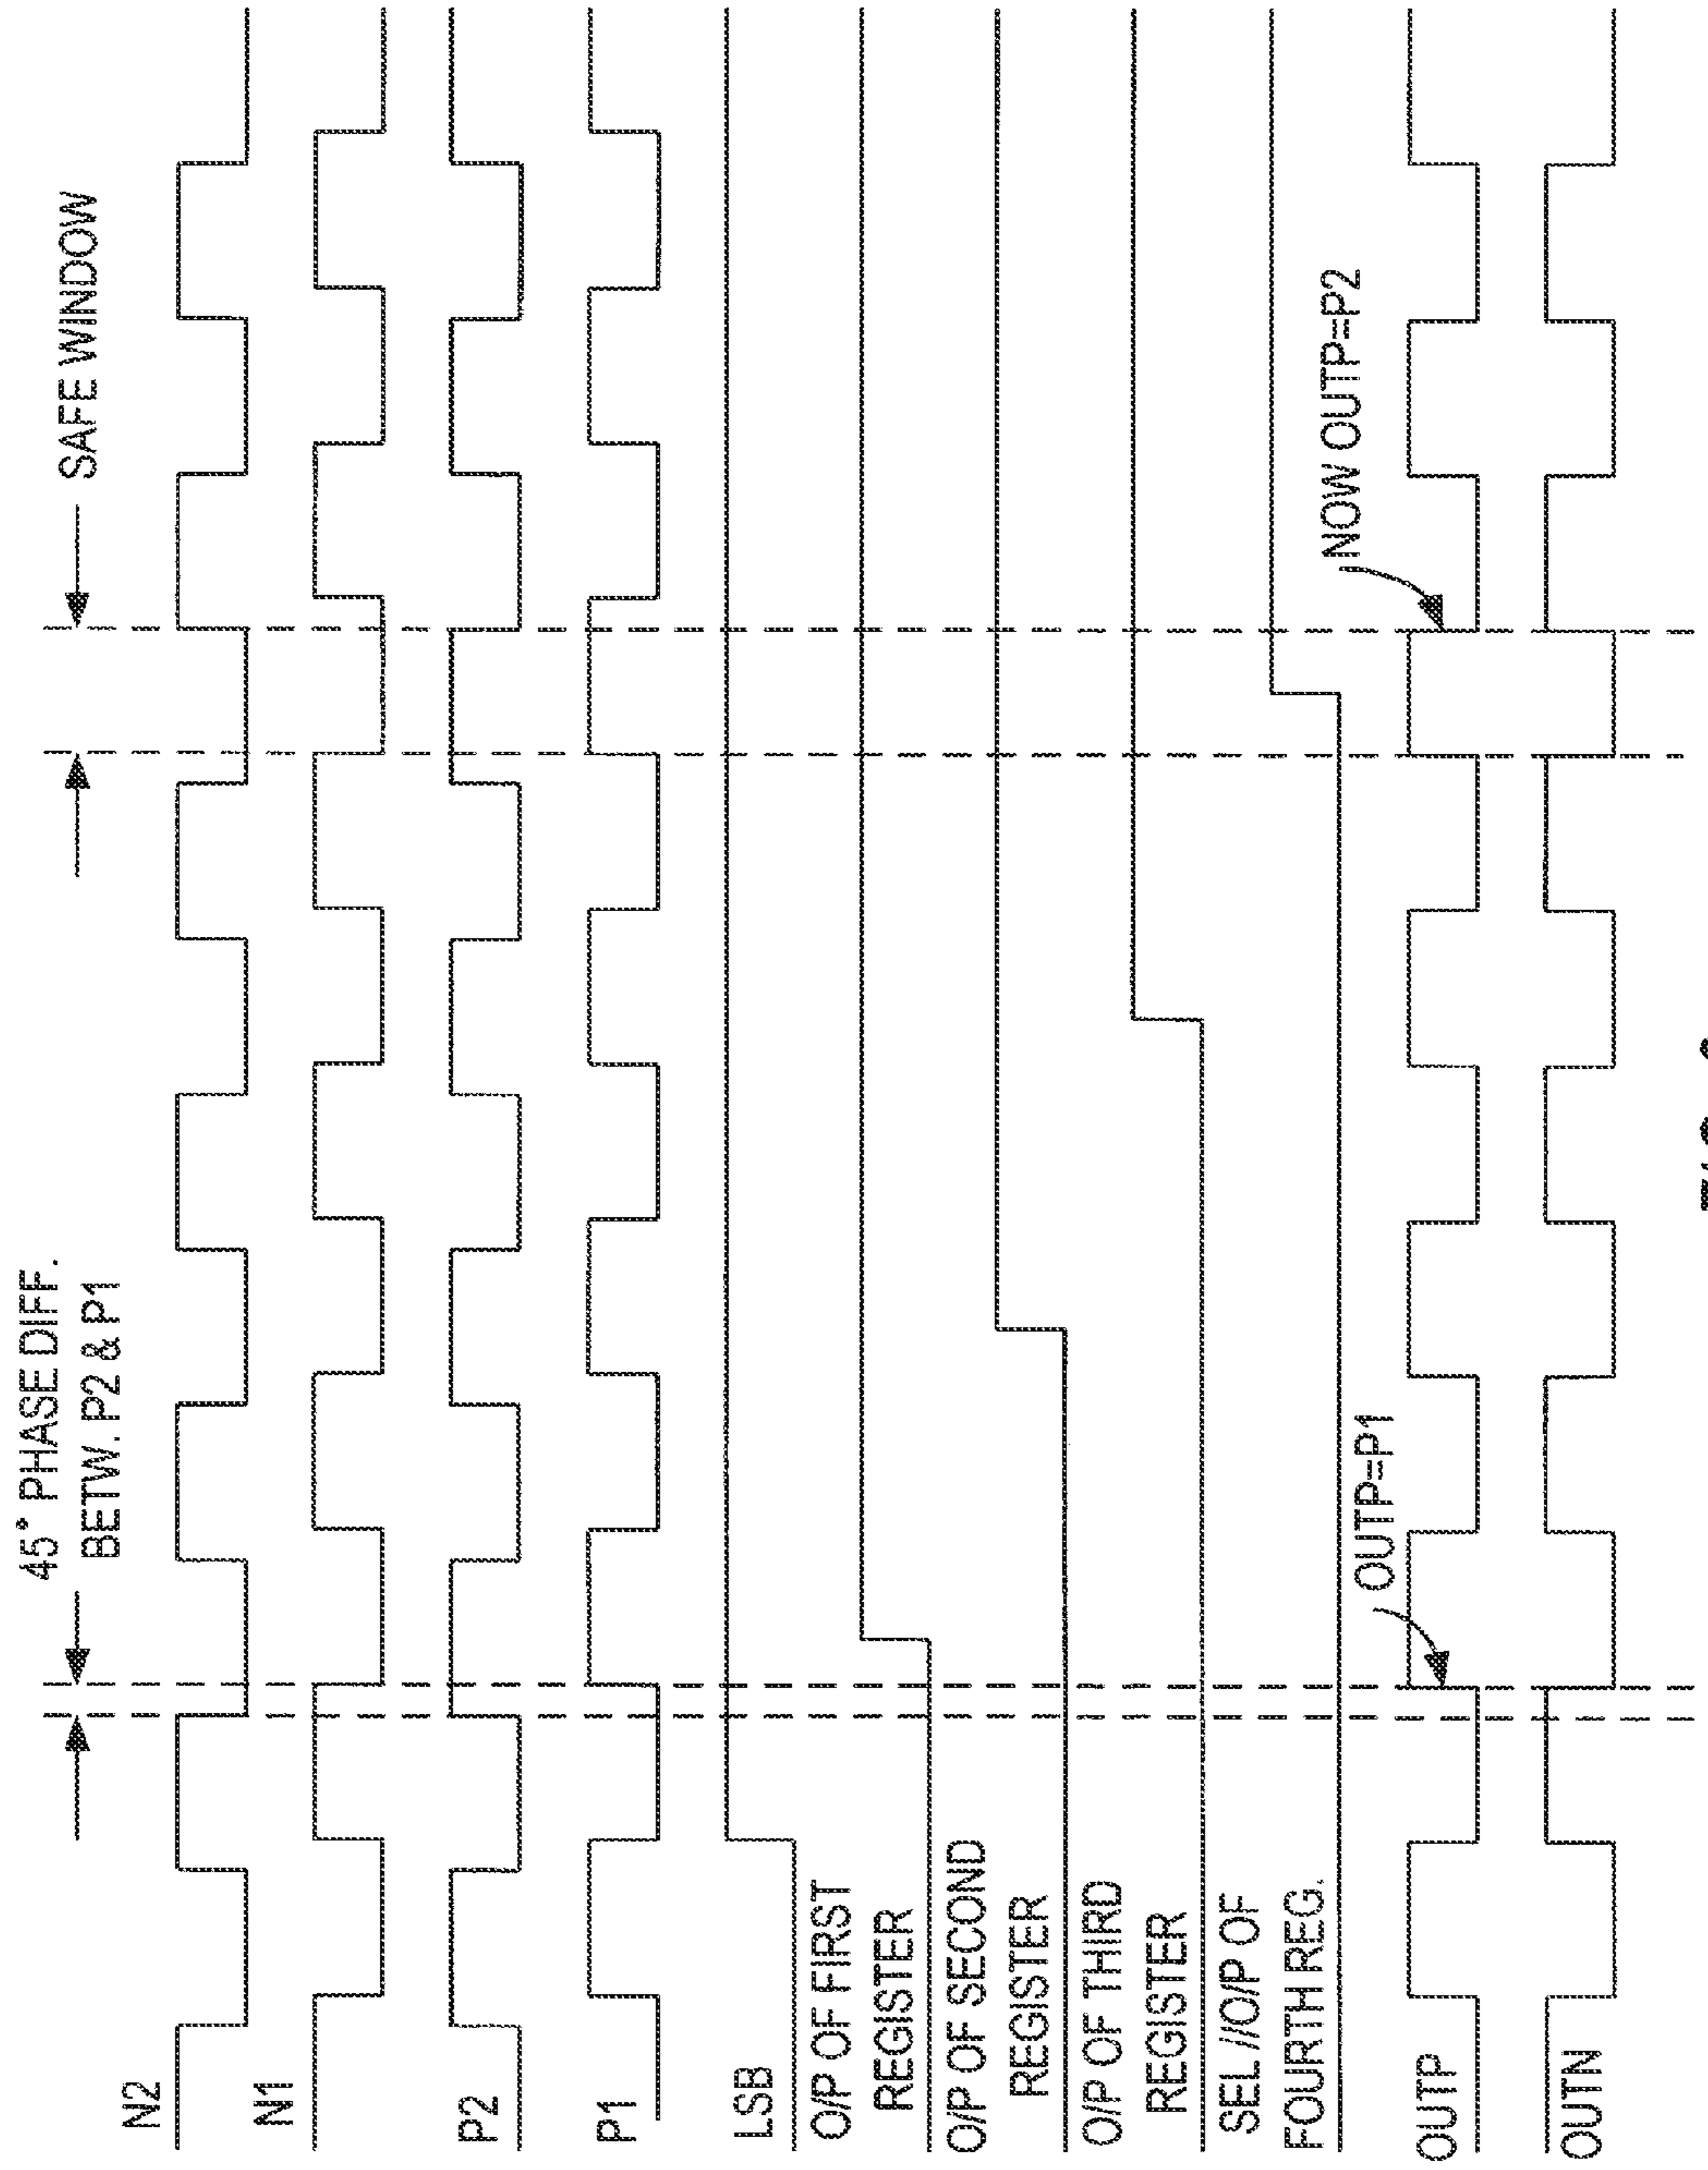 45° PHASE DIFF.
BETW. P2 & P1
SAFE WINDOW
N2
N1
P2
P1
LSB
O/P OF FIRST
REGISTER
O/P OF SECOND
REGISTER
O/P OF THIRD
REGISTER
SEL //O/P OF
FOURTH REG.
OUTP=P1
NOW OUTP=P2
OUTP
OUTN